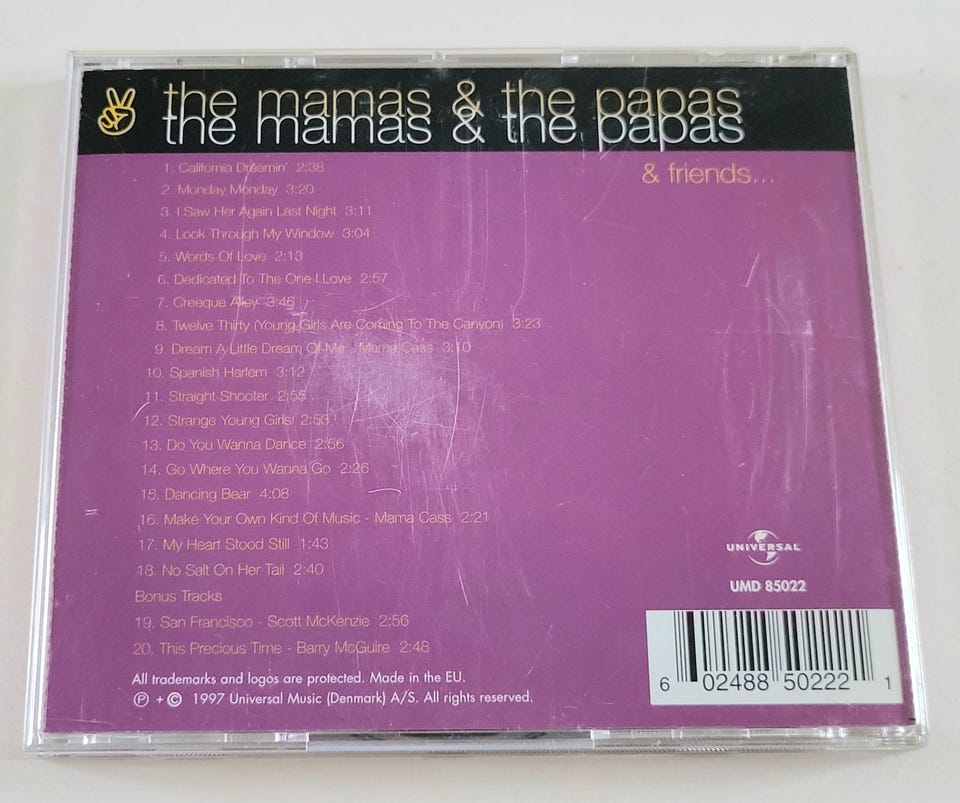 the mamas & the papas
the mamas & the papas
& friends...
1. California Dreamin' 2:38
2. Monday Monday 3:20
3. I Saw Her Again Last Night 3:11
4. Look Through My Window 3:04
5. Words Of Love 2:13
6. Dedicated To The One I Love 2:57
7. Creeque Alley 3:46
8. Twelve Thirty (Young Girls Are Coming To The Canyon) 3:23
9. Dream A Little Dream Of Me - Mama Cass 3:10
10. Spanish Harlem 3:12
11. Straight Shooter 2:55
12. Strange Young Girls 2:53
13. Do You Wanna Dance 2:56
14. Go Where You Wanna Go 2:26
15. Dancing Bear 4:08
16. Make Your Own Kind Of Music - Mama Cass 2:21
17. My Heart Stood Still 1:43
18. No Salt On Her Tail 2:40
Bonus Tracks
19. San Francisco - Scott McKenzie 2:56
20. This Precious Time - Barry McGuire 2:48
All trademarks and logos are protected. Made in the EU.
℗ + © 1997 Universal Music (Denmark) A/S. All rights reserved.
UNIVERSAL
UMD 85022
6 02488 50222 1